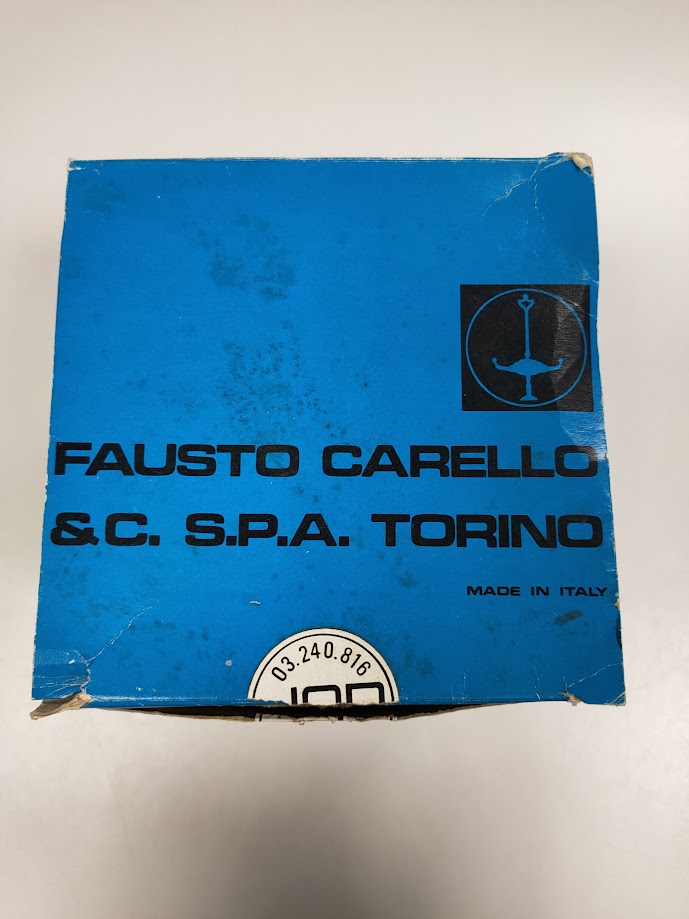 FAUSTO CARELLO
&C. S.P.A. TORINO
MADE IN ITALY
03.240.816